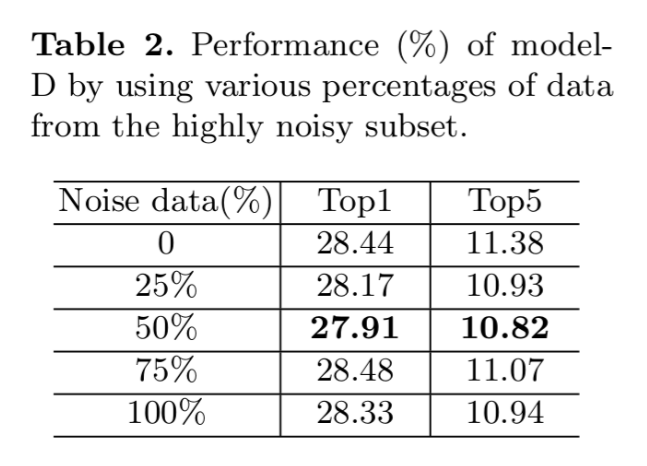 Table 2. Performance (%) of model-
D by using various percentages of data
from the highly noisy subset.
Noise data(%) Top1 Top5
0 28.44 11.38
25% 28.17 10.93
50% 27.91 10.82
75% 28.48 11.07
100% 28.33 10.94